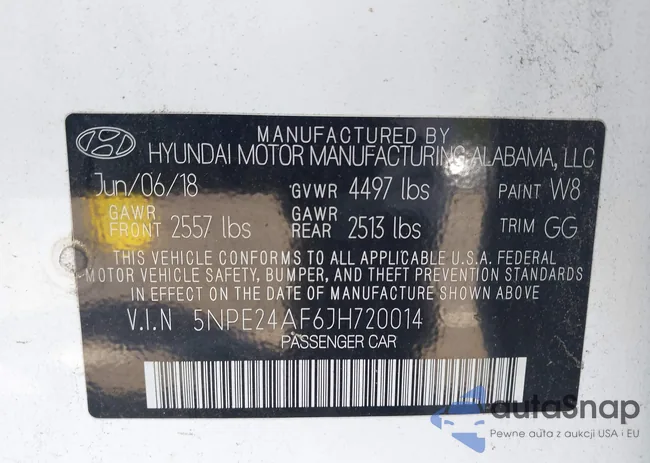 MANUFACTURED BY
HYUNDAI MOTOR MANUFACTURING ALABAMA, LLC
Jun/06/18 GVWR 4497 lbs PAINT W8
GAWR FRONT 2557 lbs GAWR REAR 2513 lbs TRIM GG
THIS VEHICLE CONFORMS TO ALL APPLICABLE U.S.A. FEDERAL
MOTOR VEHICLE SAFETY, BUMPER, AND THEFT PREVENTION STANDARDS
IN EFFECT ON THE DATE OF MANUFACTURE SHOWN ABOVE.
V.I.N 5NPE24AF6JH720014
PASSENGER CAR
autaSnap
Pewne auta z aukcji USA i EU